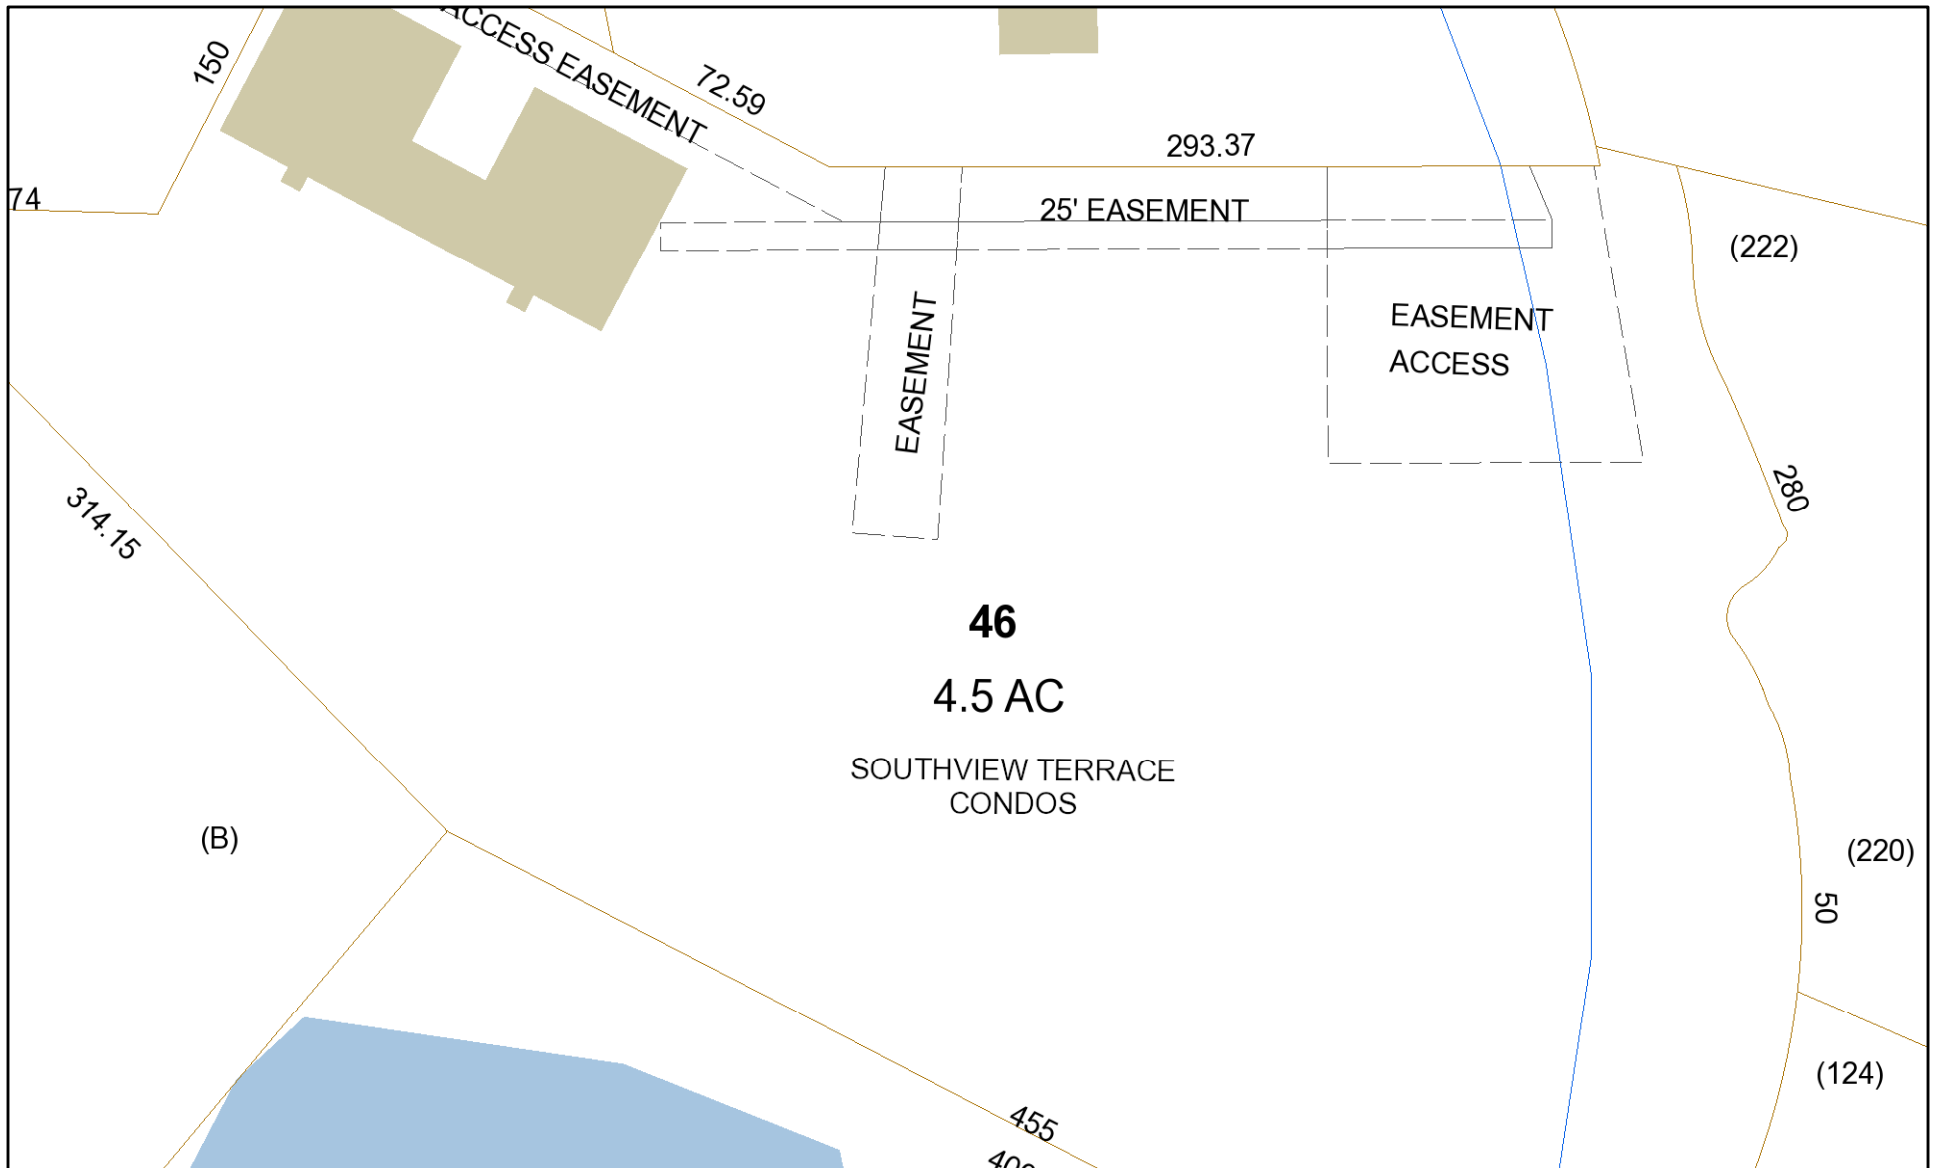 ACCESS EASEMENT
150
72.59
293.37
74
25' EASEMENT
(222)
EASEMENT
ACCESS
EASEMENT
280
314.15
46
4.5 AC
SOUTHVIEW TERRACE
CONDOS
(B)
(220)
50
(124)
455